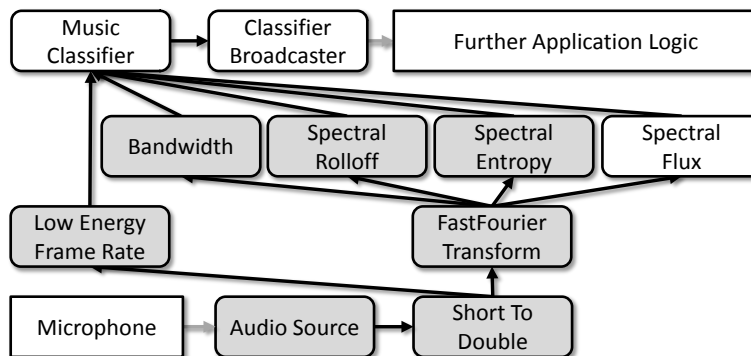 Music
Classifier
Classifier
Broadcaster
Further Application Logic
Bandwidth
Spectral
Rolloff
Spectral
Entropy
Spectral
Flux
Low Energy
Frame Rate
FastFourier
Transform
Microphone
Audio Source
Short To
Double